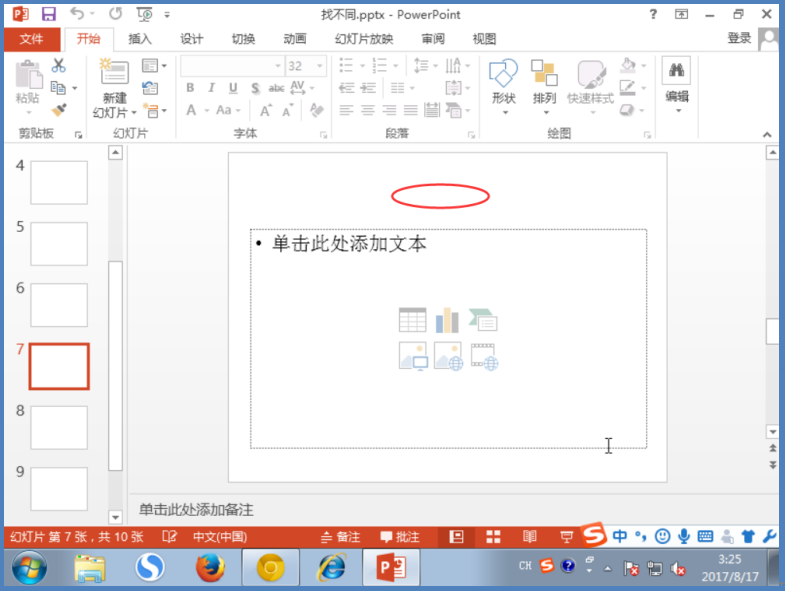 找不同.pptx - PowerPoint
?
文件 开始 插入 设计 切换 动画 幻灯片放映 审阅 视图 登录
粘贴 新建 幻灯片 32 形状 排列 快速样式 编辑
B I U S abc AV
A Aa A A
剪贴板 幻灯片 字体 段落 绘图
4
5
6
7
8
9
• 单击此处添加文本
单击此处添加备注
幻灯片 第 7 张，共 10 张 中文(中国) 备注 批注 中
CH 3:25
2017/8/17